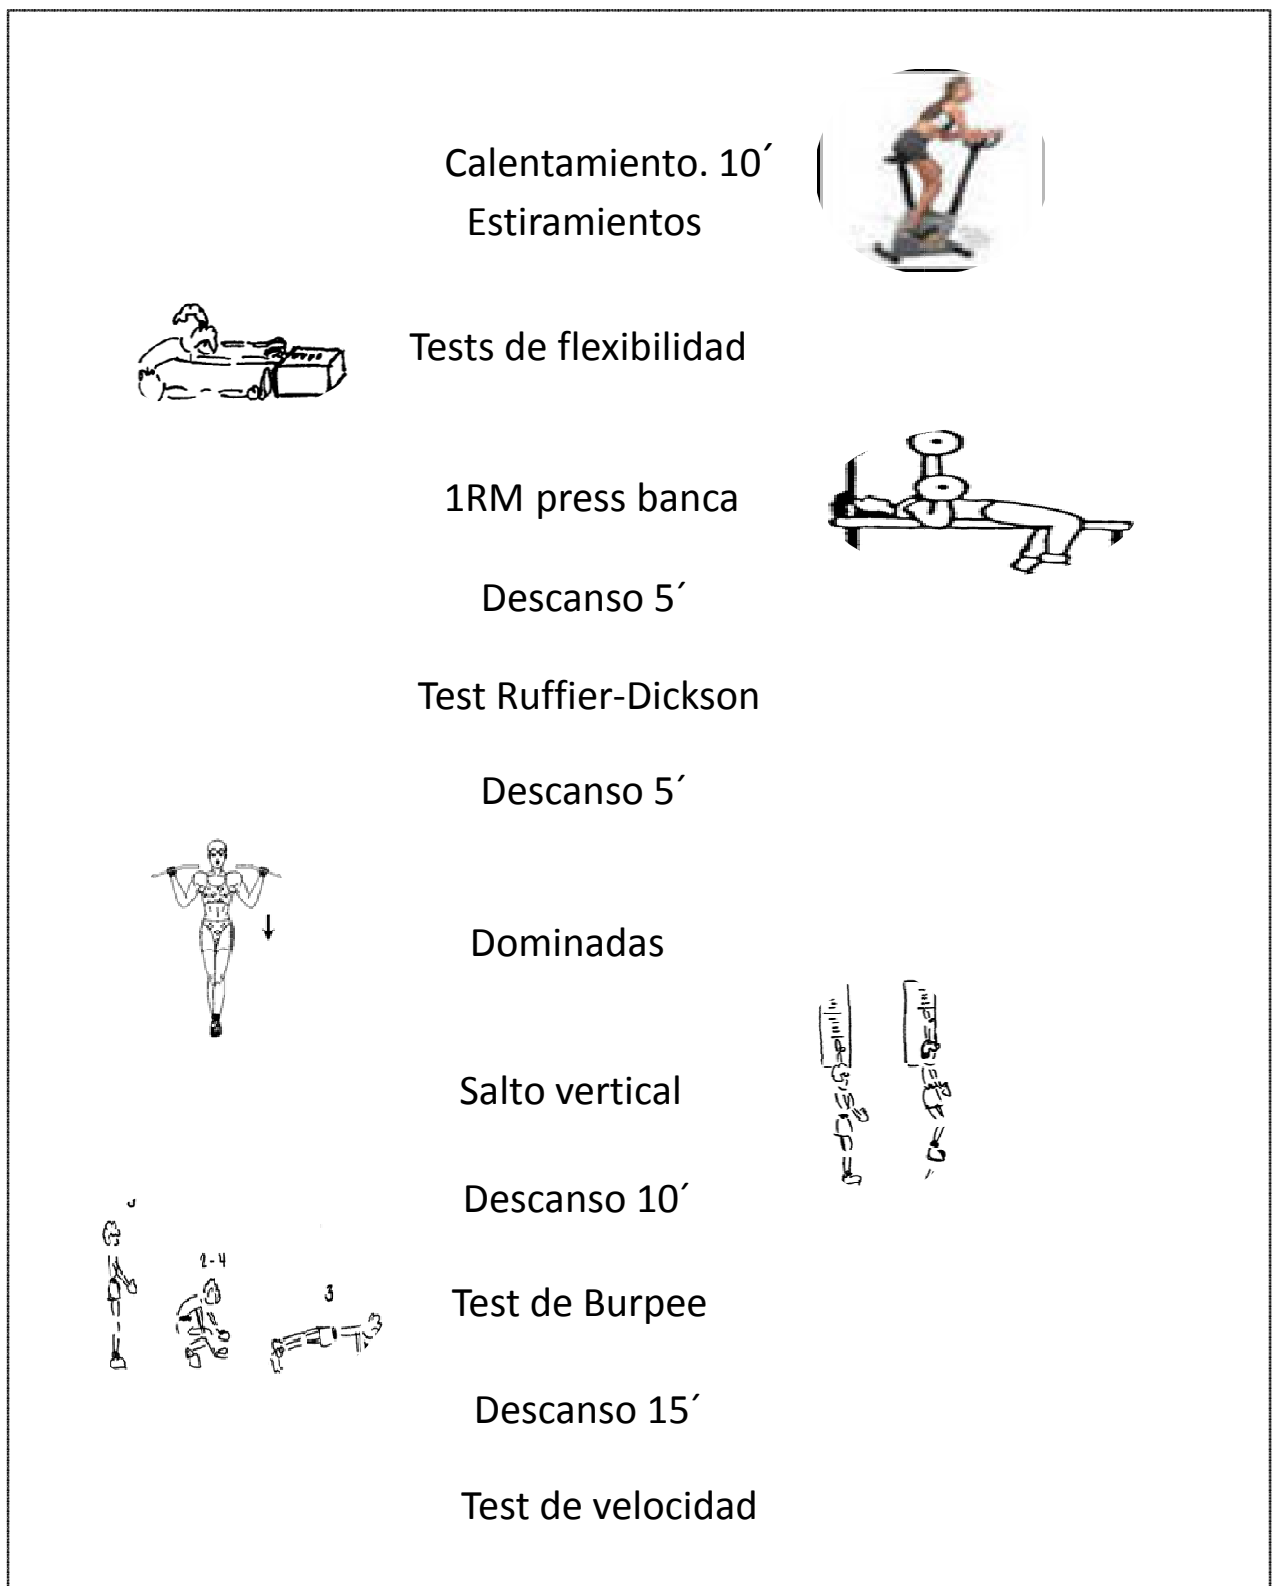 Calentamiento. 10´
Estiramientos
Tests de flexibilidad
1RM press banca
Descanso 5´
Test Ruffier-Dickson
Descanso 5´
Dominadas
Salto vertical
Descanso 10´
2-4
3
Test de Burpee
Descanso 15´
Test de velocidad